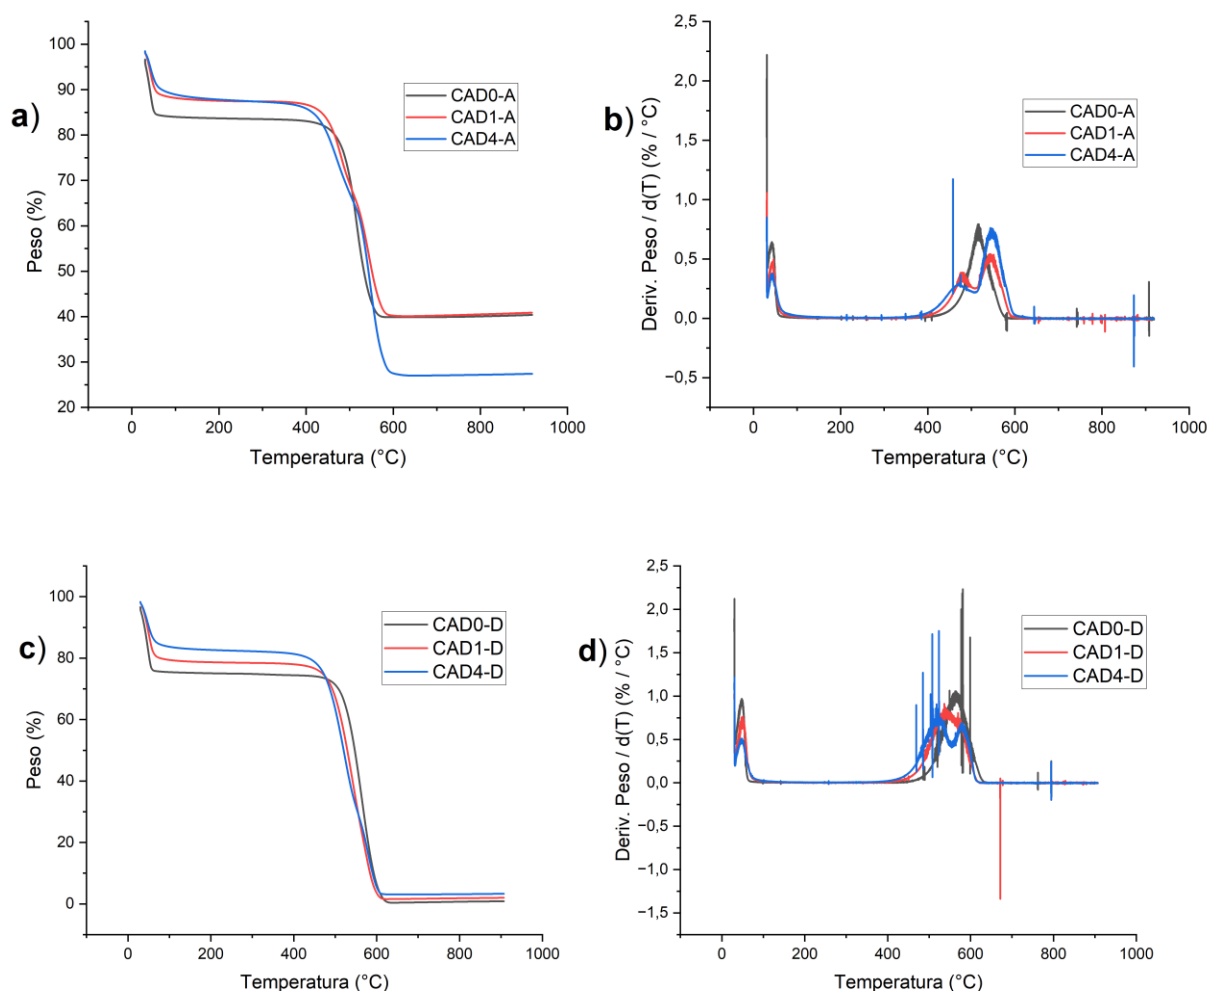 a)
Peso (%)
100
90
80
70
60
50
40
30
20
0
200
400
600
800
1000
Temperatura (°C)
CAD0-A
CAD1-A
CAD4-A
b)
Deriv. Peso / d(T) (% / °C)
2,5
2,0
1,5
1,0
0,5
0,0
−0,5
0
200
400
600
800
1000
Temperatura (°C)
CAD0-A
CAD1-A
CAD4-A
c)
Peso (%)
100
80
60
40
20
0
0
200
400
600
800
1000
Temperatura (°C)
CAD0-D
CAD1-D
CAD4-D
d)
Deriv. Peso / d(T) (% / °C)
2,5
2,0
1,5
1,0
0,5
0,0
−0,5
−1,0
−1,5
0
200
400
600
800
1000
Temperatura (°C)
CAD0-D
CAD1-D
CAD4-D